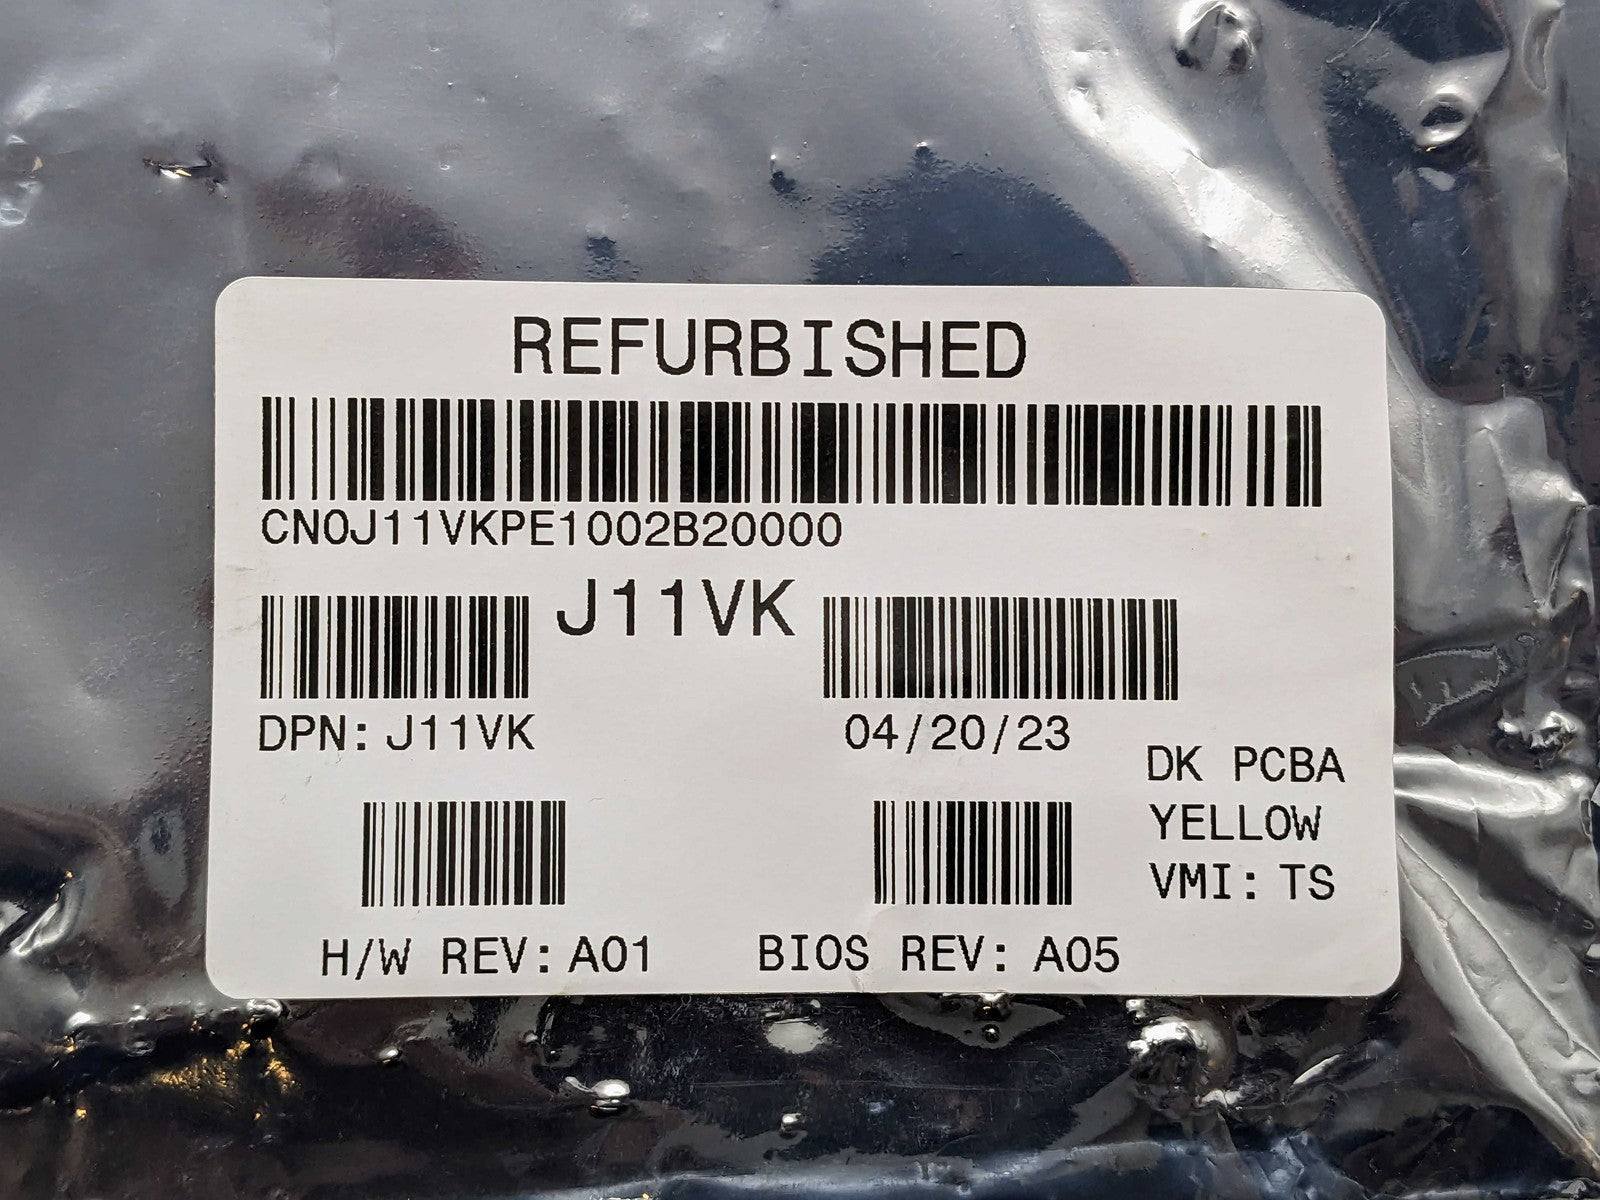 REFURBISHED
CN0J11VKPE1002B20000
J11VK
DPN: J11VK
04/20/23
DK PCBA
YELLOW
VMI: TS
H/W REV: A01
BIOS REV: A05